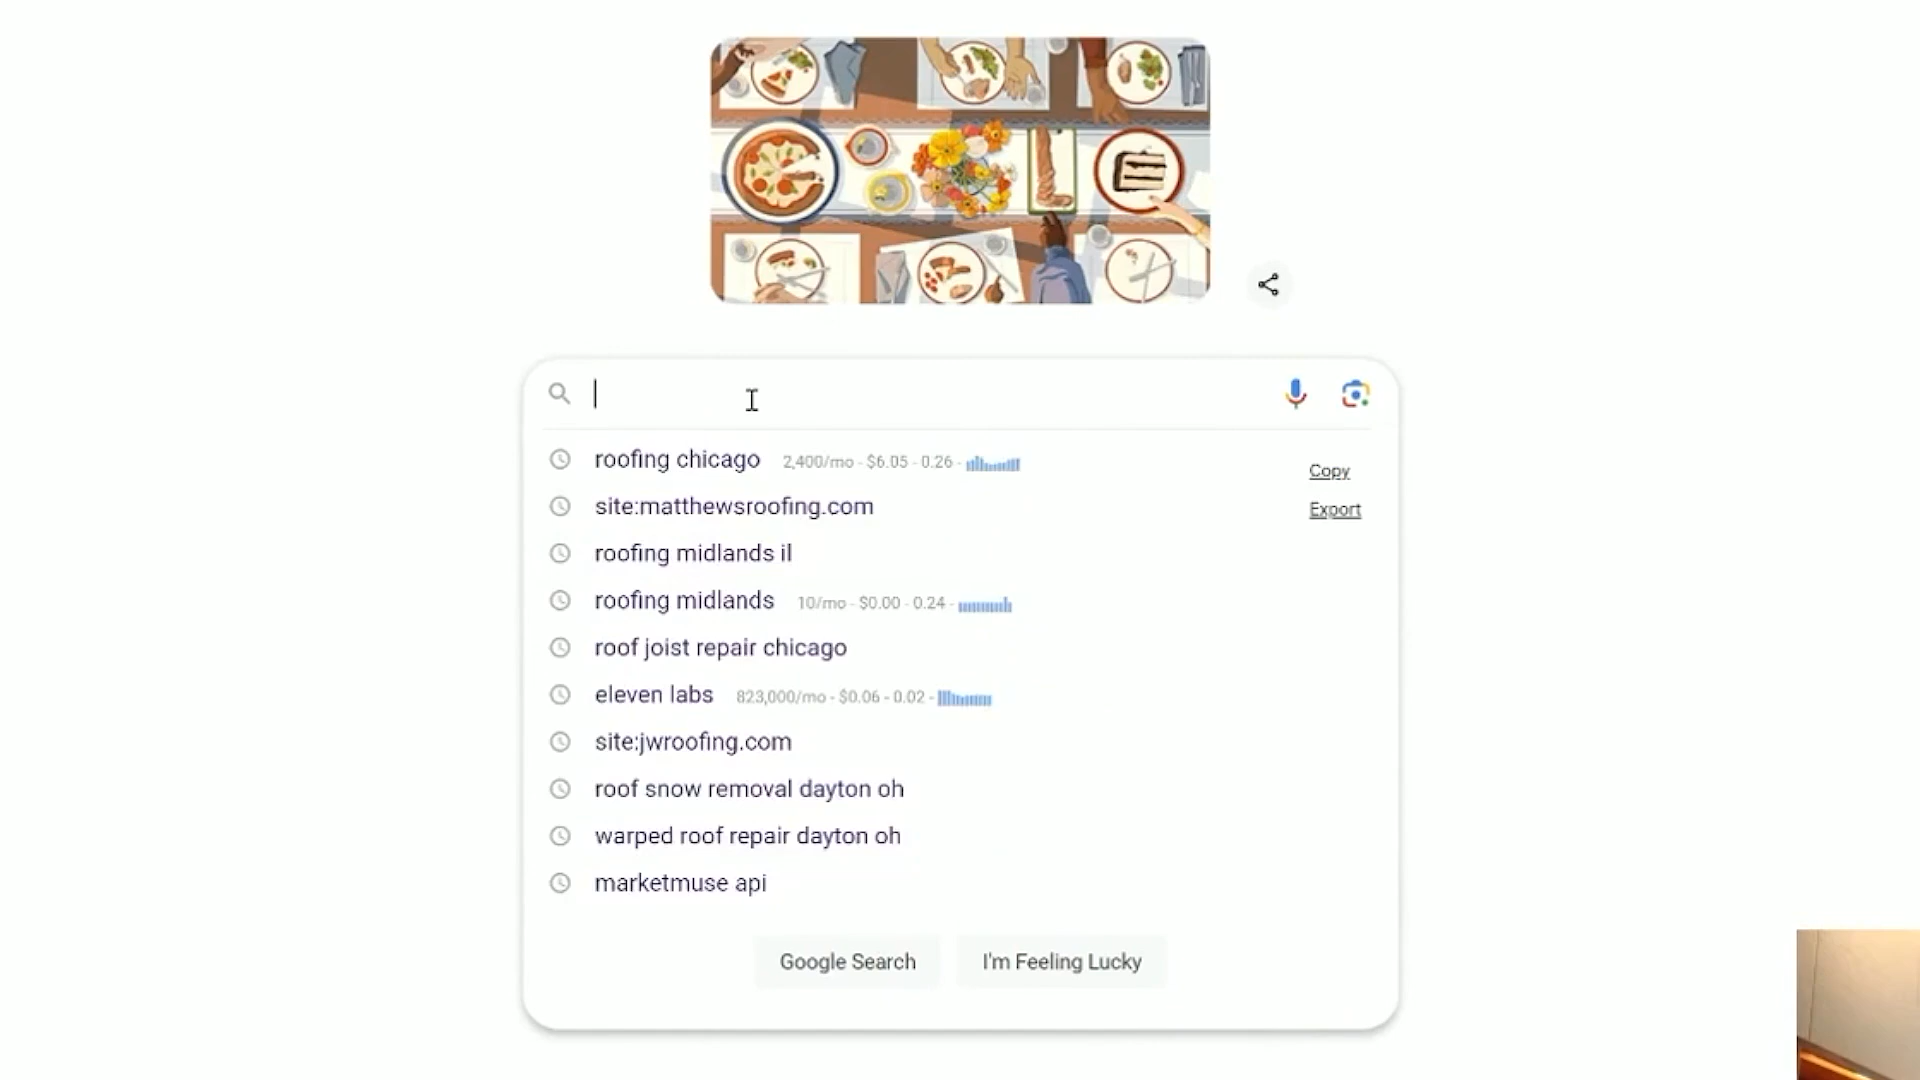 roofing chicago 2,400/mo - $6.05 - 0.26 -
Copy
site:matthewsroofing.com
Export
roofing midlands il
roofing midlands 10/mo - $0.00 - 0.24 -
roof joist repair chicago
eleven labs 823,000/mo - $0.06 - 0.02 -
site:jwroofing.com
roof snow removal dayton oh
warped roof repair dayton oh
marketmuse api
Google Search I'm Feeling Lucky